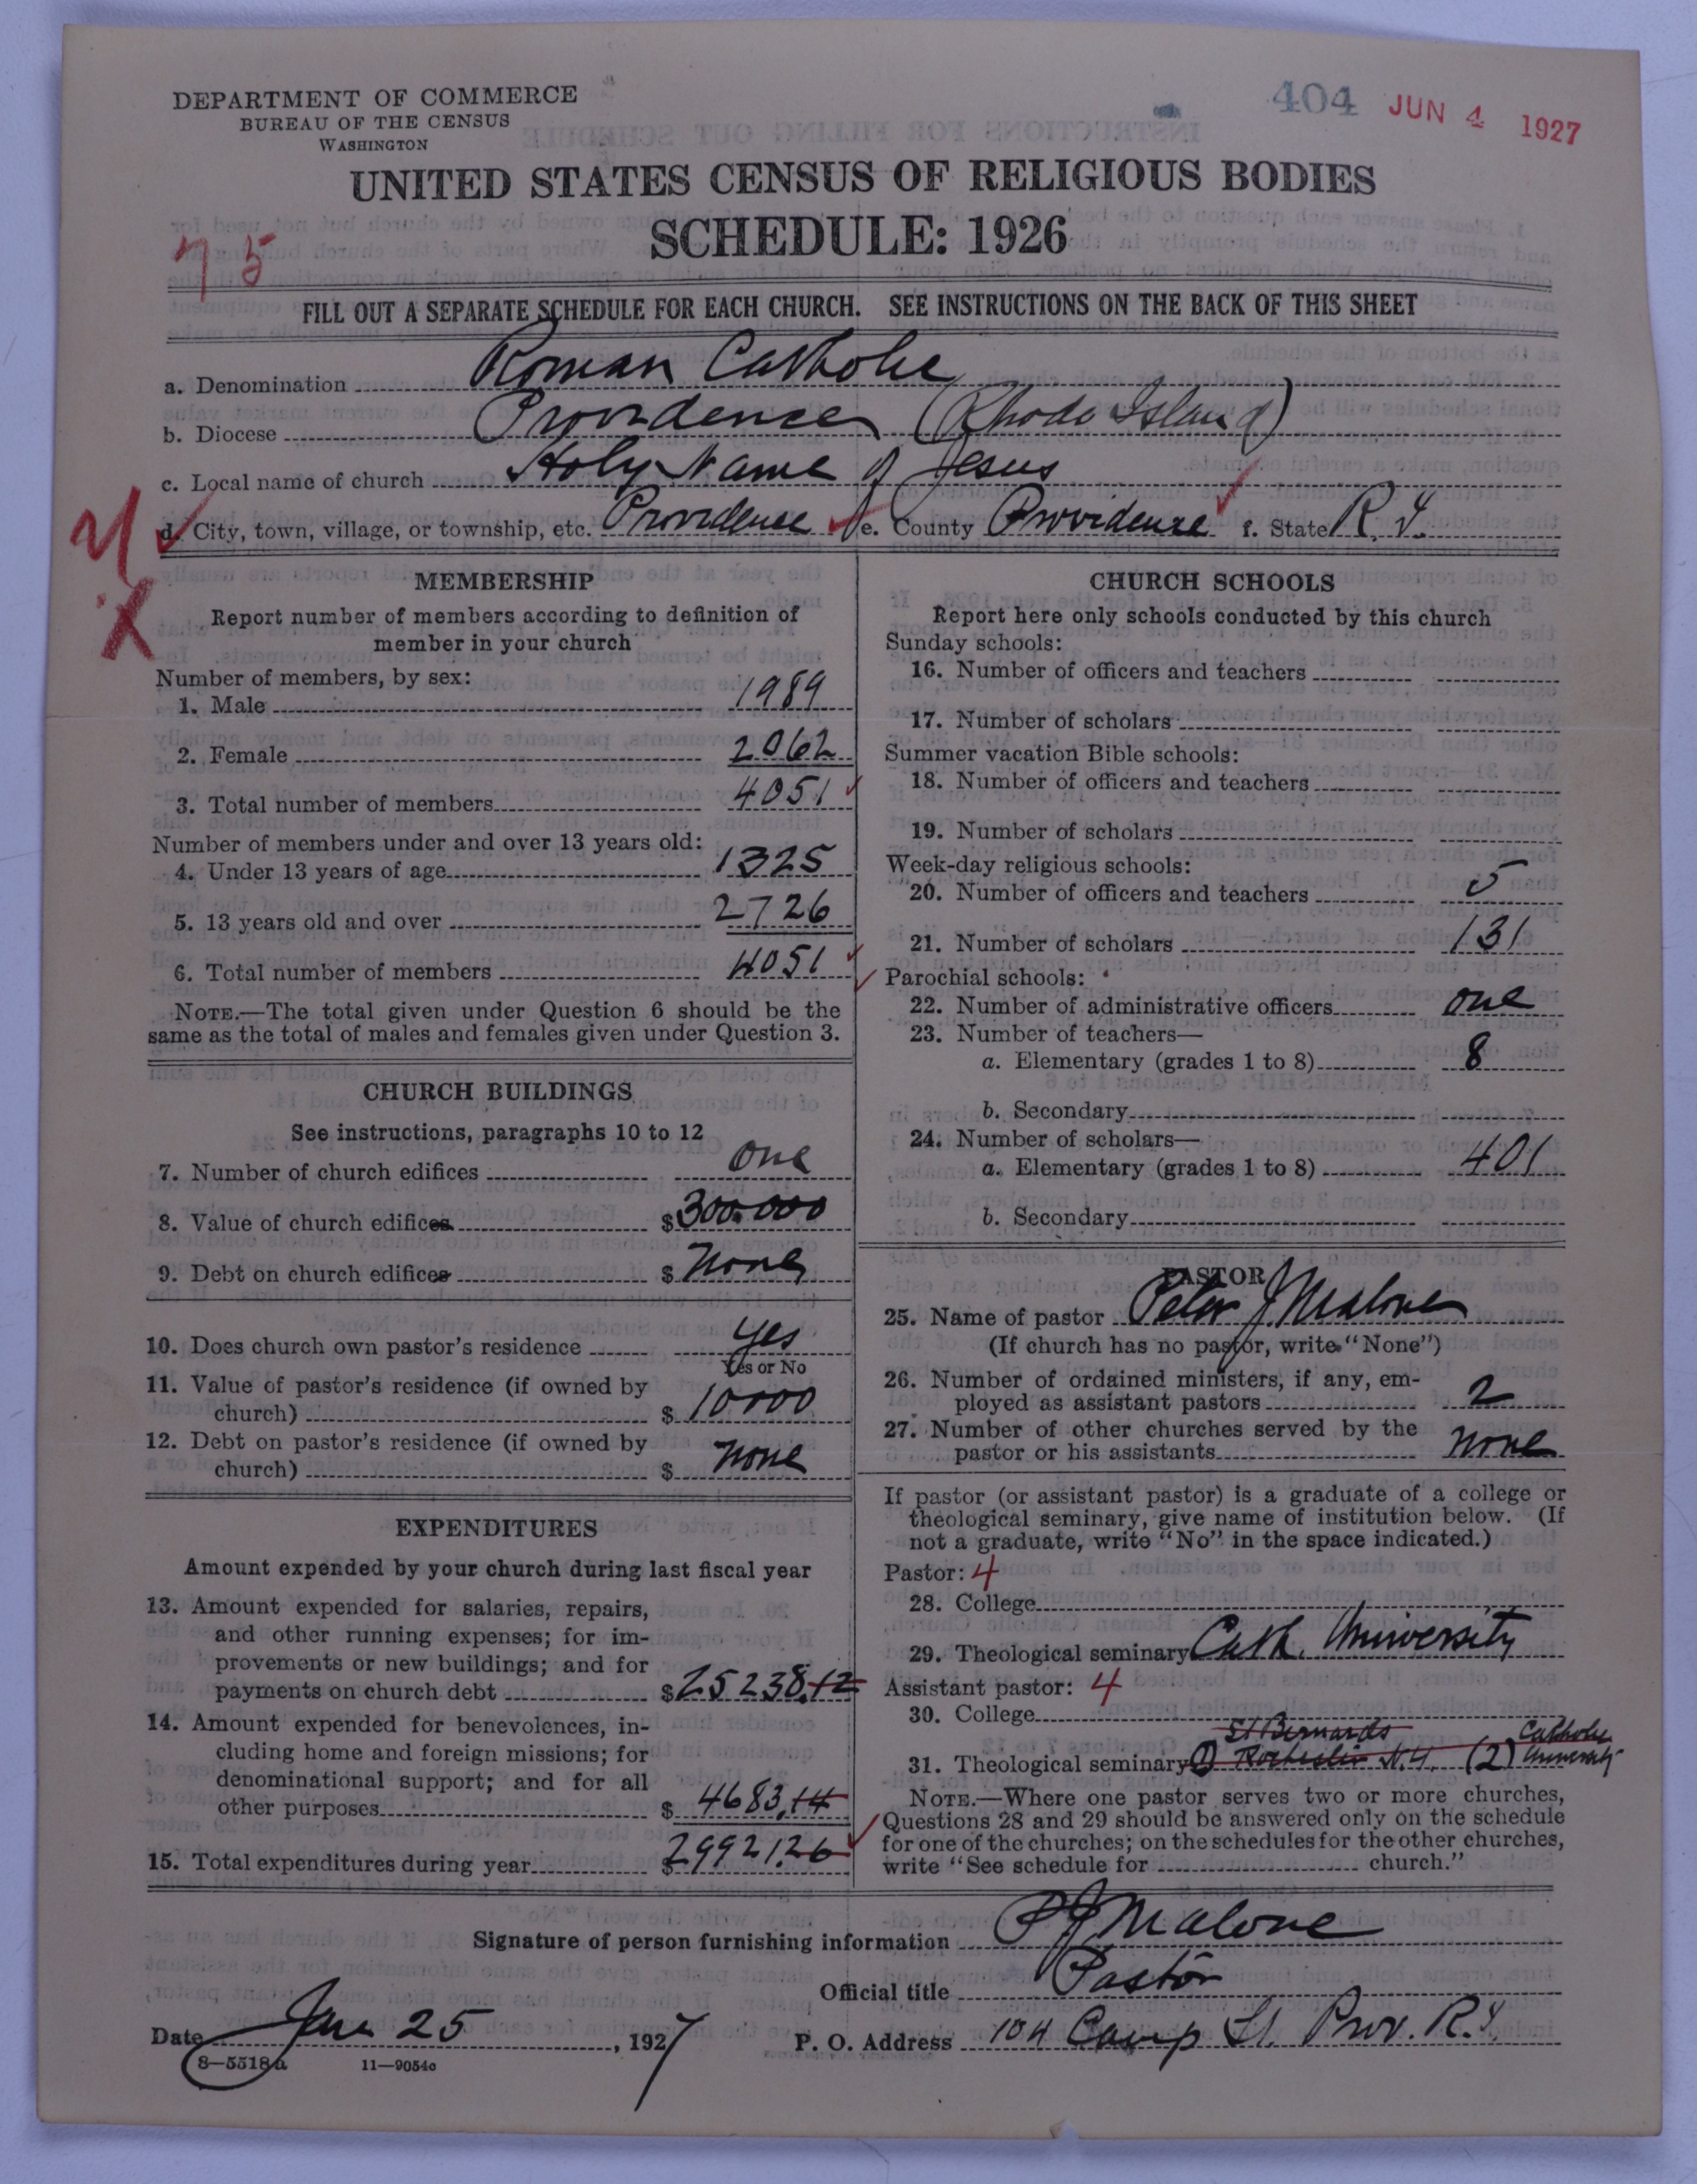 DEPARTMENT OF COMMERCE
BUREAU OF THE CENSUS
WASHINGTON
404 JUN 4 1927
UNITED STATES CENSUS OF RELIGIOUS BODIES
SCHEDULE: 1926
75
FILL OUT A SEPARATE SCHEDULE FOR EACH CHURCH. SEE INSTRUCTIONS ON THE BACK OF THIS SHEET
a. Denomination Roman Catholic
b. Diocese Providence (Rhode Island)
c. Local name of church Holy Name of Jesus
d. City, town, village, or township, etc. Providence e. County Providence f. State R.I.
X
MEMBERSHIP
Report number of members according to definition of
member in your church
Number of members, by sex:
1. Male 1989
2. Female 2062
3. Total number of members 4051
Number of members under and over 13 years old:
4. Under 13 years of age 1325
5. 13 years old and over 2726
6. Total number of members 4051
NOTE.—The total given under Question 6 should be the
same as the total of males and females given under Question 3.
CHURCH BUILDINGS
See instructions, paragraphs 10 to 12
7. Number of church edifices one
8. Value of church edifices $300.000
9. Debt on church edifices $ none
10. Does church own pastor's residence yes
Yes or No
11. Value of pastor's residence (if owned by
church) $ 10000
12. Debt on pastor's residence (if owned by
church) $ none
EXPENDITURES
Amount expended by your church during last fiscal year
13. Amount expended for salaries, repairs,
and other running expenses; for im-
provements or new buildings; and for
payments on church debt $25238.12
14. Amount expended for benevolences, in-
cluding home and foreign missions; for
denominational support; and for all
other purposes $ 4683.14
15. Total expenditures during year $29921.26
CHURCH SCHOOLS
Report here only schools conducted by this church
Sunday schools:
16. Number of officers and teachers
17. Number of scholars
Summer vacation Bible schools:
18. Number of officers and teachers
19. Number of scholars
Week-day religious schools:
20. Number of officers and teachers 5
21. Number of scholars 131
Parochial schools:
22. Number of administrative officers one
23. Number of teachers—
a. Elementary (grades 1 to 8) 8
b. Secondary
24. Number of scholars—
a. Elementary (grades 1 to 8) 401
b. Secondary
PASTOR
25. Name of pastor Peter J Malone
(If church has no pastor, write "None")
26. Number of ordained ministers, if any, em-
ployed as assistant pastors 2
27. Number of other churches served by the
pastor or his assistants none
If pastor (or assistant pastor) is a graduate of a college or
theological seminary, give name of institution below. (If
not a graduate, write "No" in the space indicated.)
Pastor: 4
28. College
29. Theological seminary Cath. University
Assistant pastor: 4
30. College
St Bernards Catholic
31. Theological seminary (1) Rochester N.Y. (2) University
NOTE.—Where one pastor serves two or more churches,
Questions 28 and 29 should be answered only on the schedule
for one of the churches; on the schedules for the other churches,
write "See schedule for church."
Signature of person furnishing information P J Malone
Official title Pastor
Date Jan 25, 1927 P. O. Address 104 Camp St. Prov. R.I.
8—5518a 11—9054c